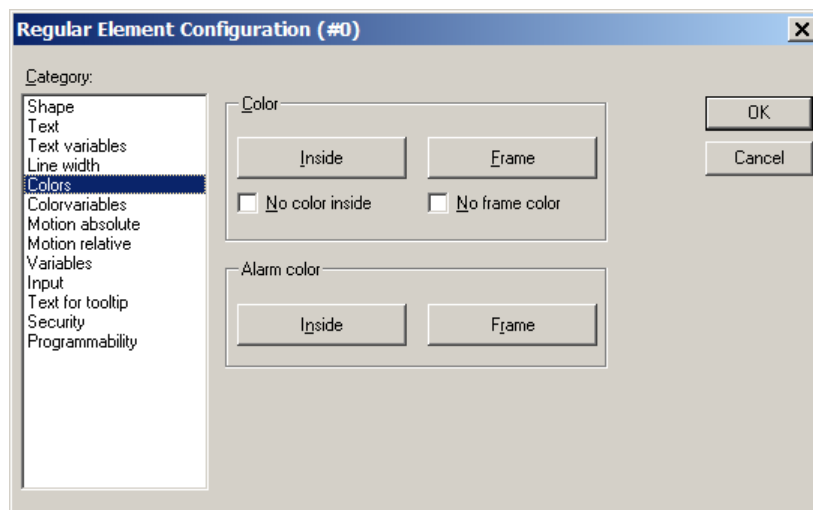 Regular Element Configuration (#0)
Category:
Shape
Text
Text variables
Line width
Colors
Colorvariables
Motion absolute
Motion relative
Variables
Input
Text for tooltip
Security
Programmability
Color
Inside
Frame
No color inside
No frame color
Alarm color
Inside
Frame
OK
Cancel